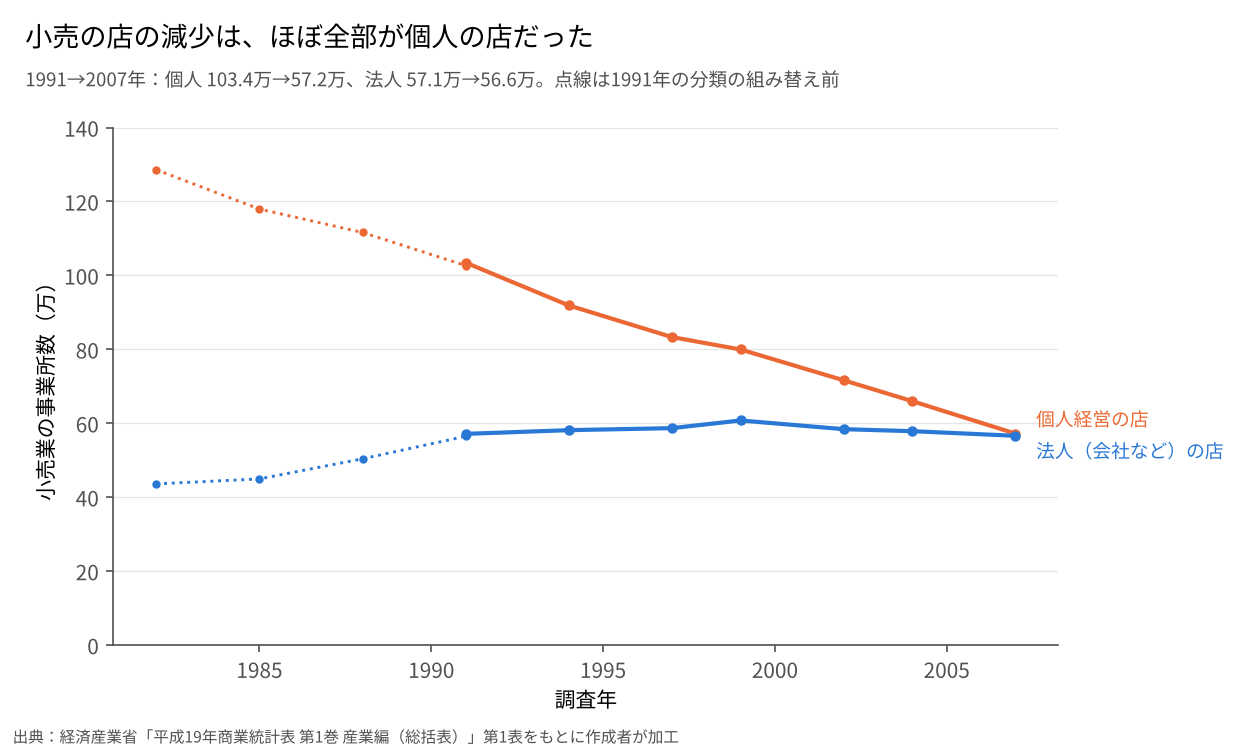 小売の店の減少は、ほぼ全部が個人の店だった
1991→2007年：個人 103.4万→57.2万、法人 57.1万→56.6万。点線は1991年の分類の組み替え前
小売業の事業所数（万）
140
120
100
80
60
40
20
0
個人経営の店
法人（会社など）の店
1985
1990
1995
2000
2005
調査年
出典：経済産業省「平成19年商業統計表 第1巻 産業編（総括表）」第1表をもとに作成者が加工